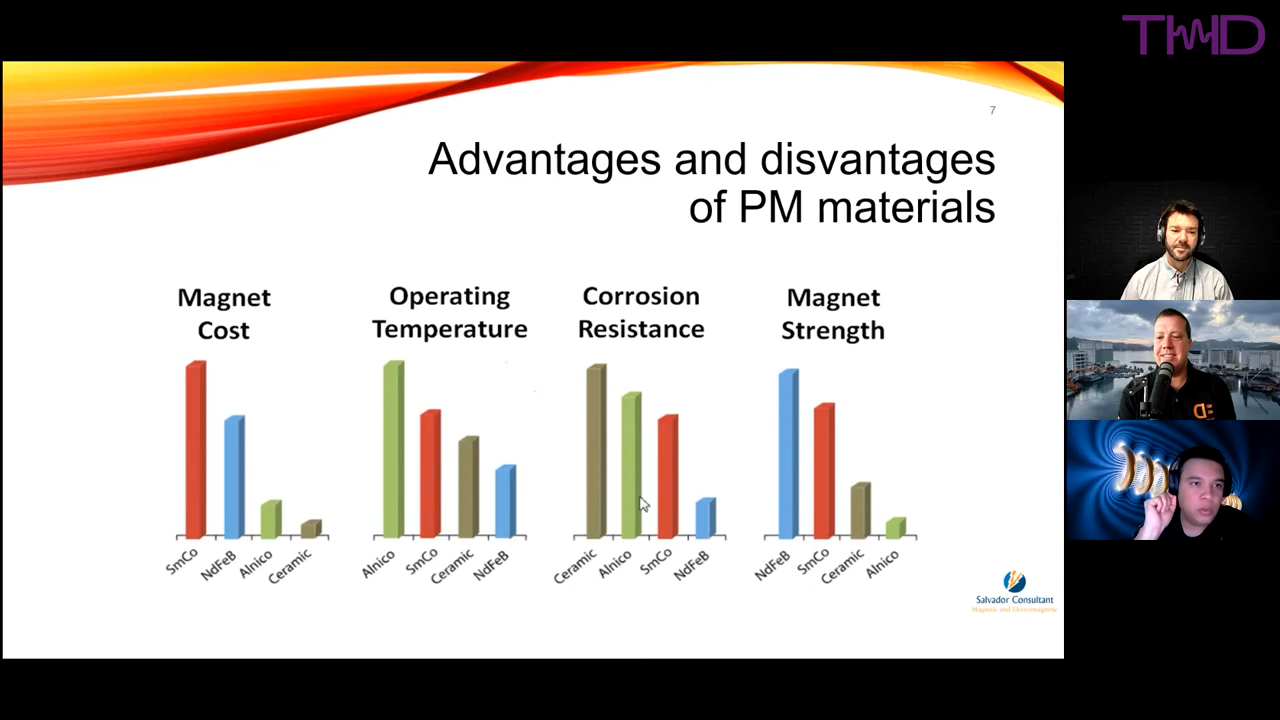 TWD
7
Advantages and disvantages
of PM materials
Magnet
Cost
SmCo
NdFeB
Alnico
Ceramic
Operating
Temperature
Alnico
SmCo
Ceramic
NdFeB
Corrosion
Resistance
Ceramic
Alnico
SmCo
NdFeB
Magnet
Strength
NdFeB
SmCo
Ceramic
Alnico
Salvador Consultant
Magnetic and Electromagnetic